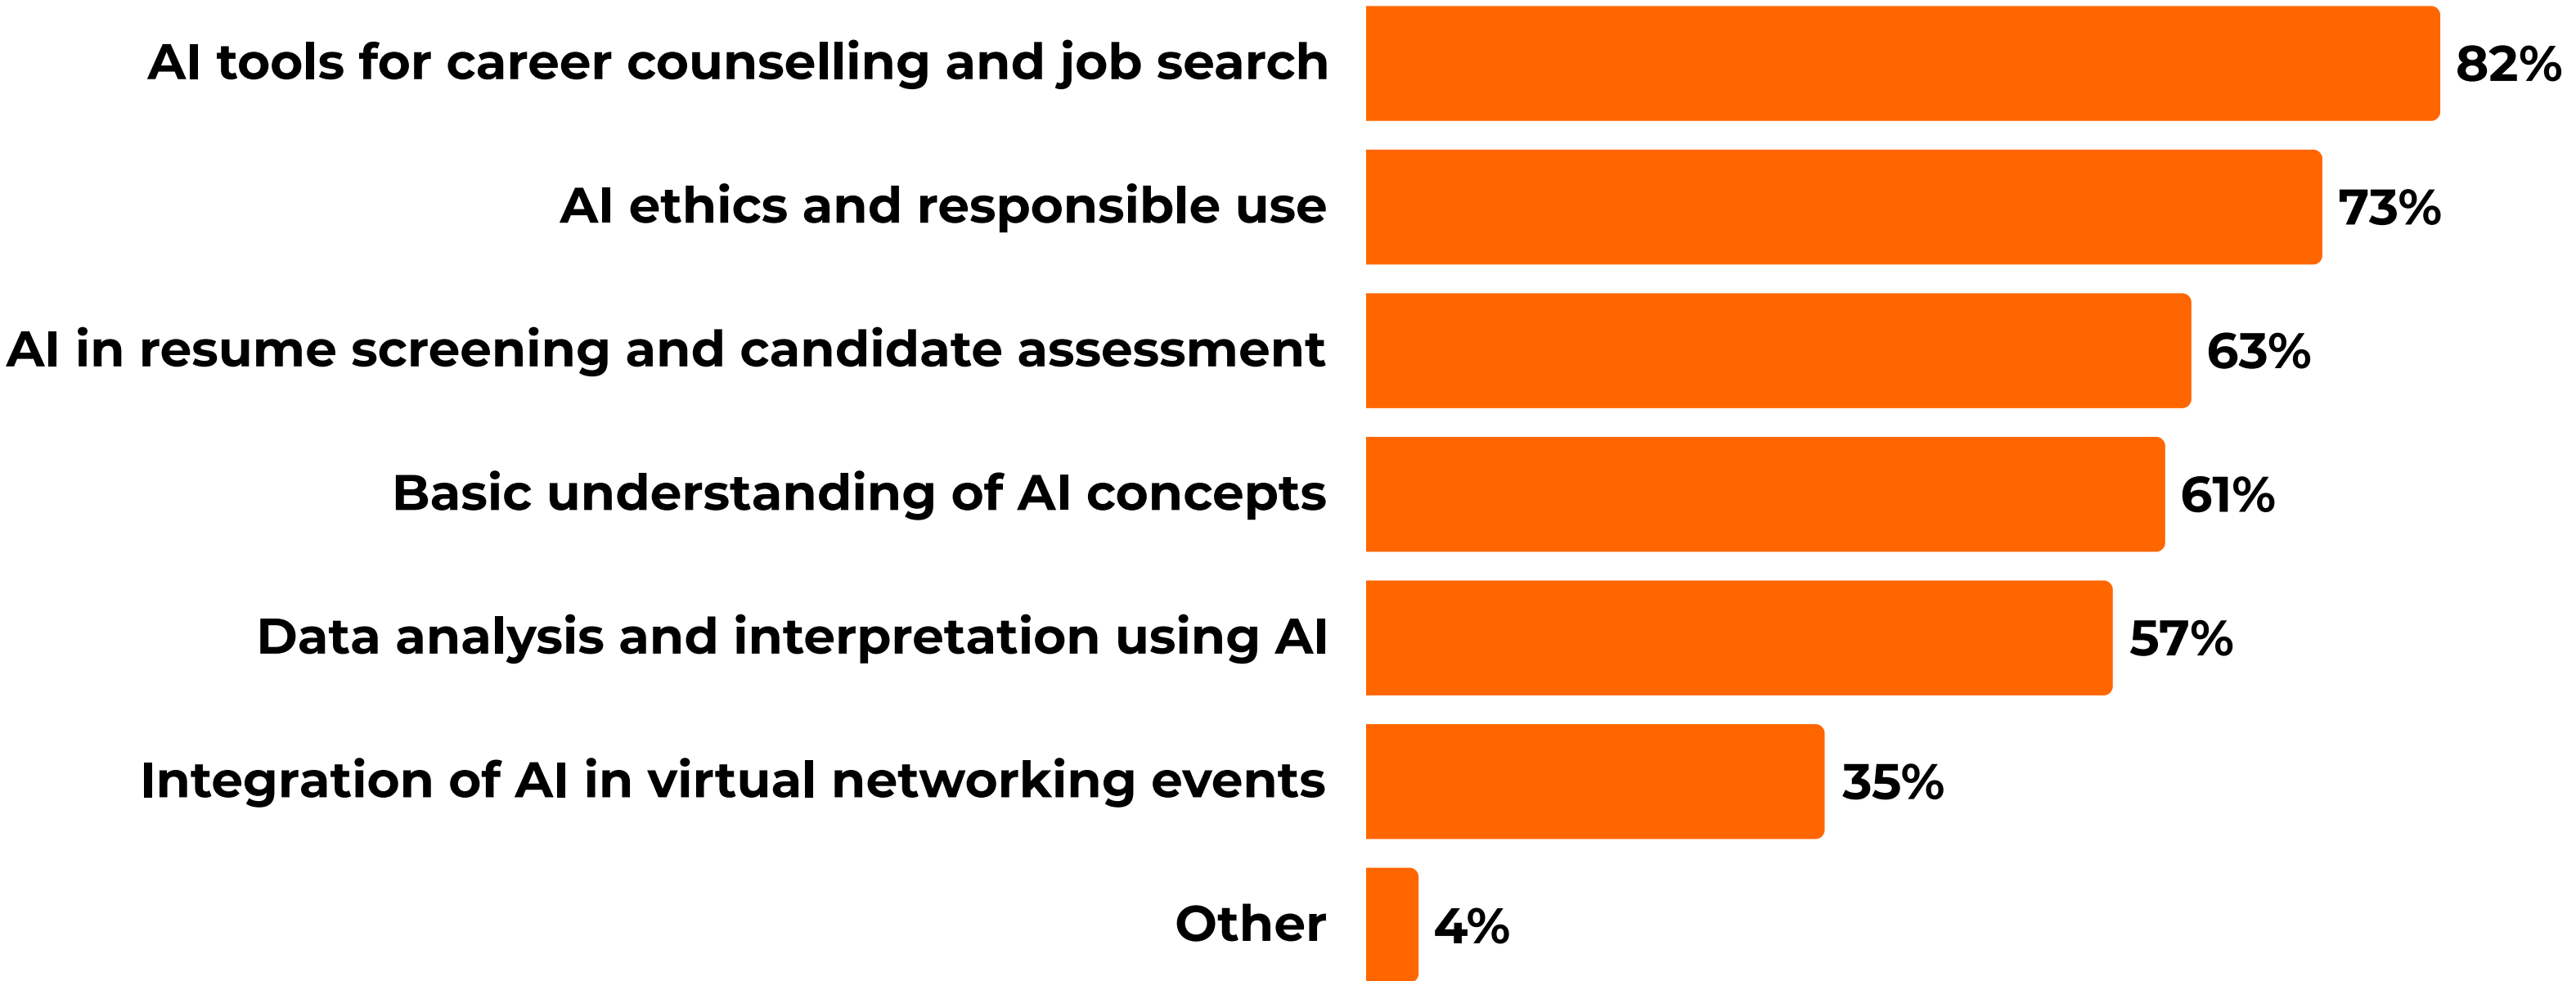 AI tools for career counselling and job search 82%
AI ethics and responsible use 73%
AI in resume screening and candidate assessment 63%
Basic understanding of AI concepts 61%
Data analysis and interpretation using AI 57%
Integration of AI in virtual networking events 35%
Other 4%